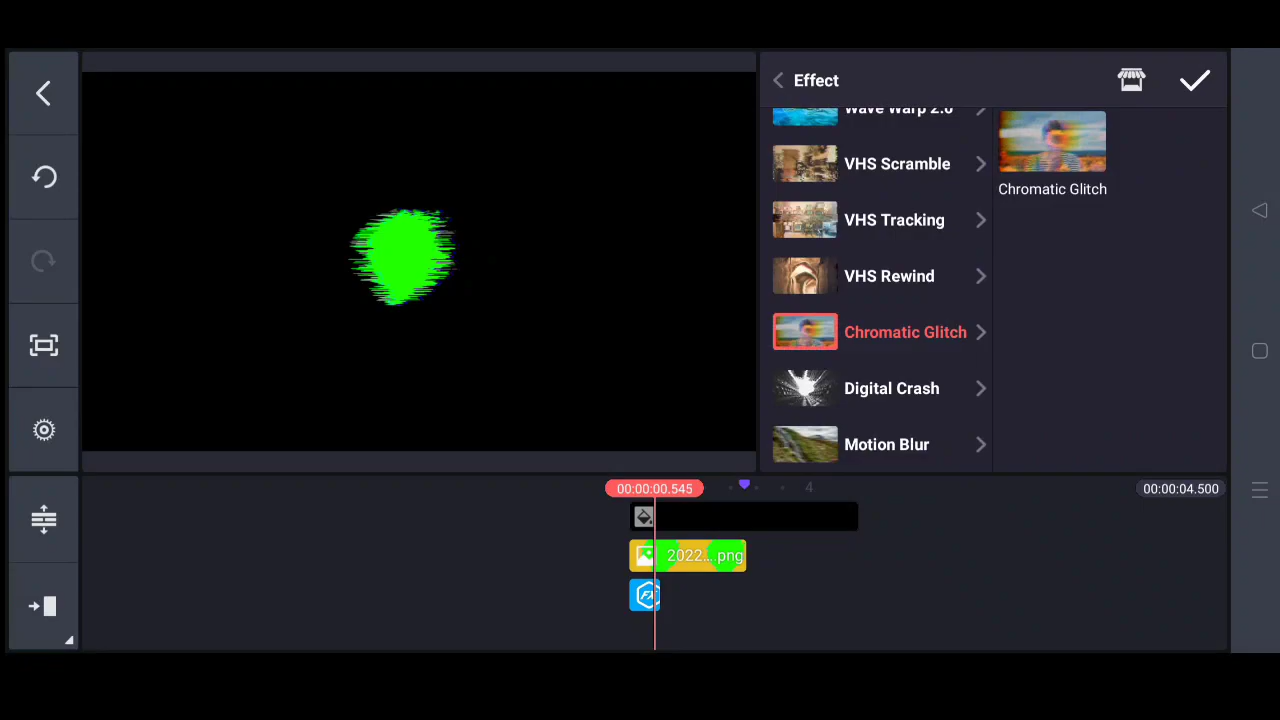 Effect
Wave Warp 2.0
VHS Scramble
VHS Tracking
VHS Rewind
Chromatic Glitch
Digital Crash
Motion Blur
Chromatic Glitch
00:00:00.545
4
00:00:04.500
2022....png
FX